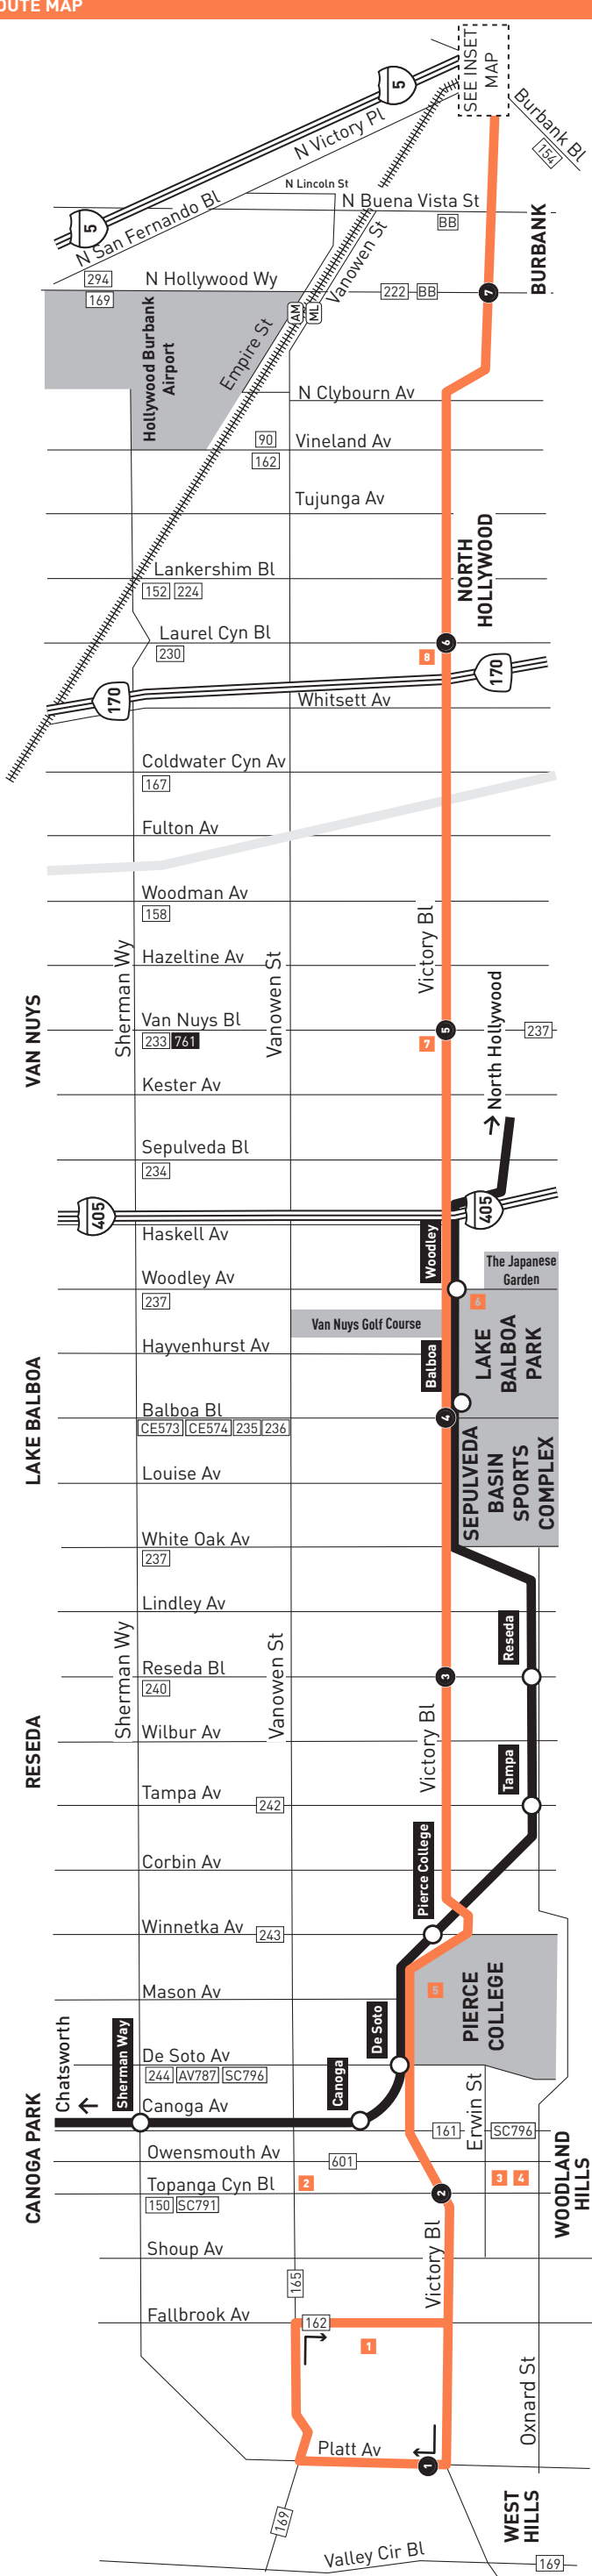 OUTE MAP
SEE INSET
MAP
5
N Victory Pl
Burbank Bl
154
N Lincoln St
N San Fernando Bl
5
N Buena Vista St
BB
Vanowen St
BURBANK
294
N Hollywood Wy
169
222
BB
7
AM
ML
Hollywood Burbank
Airport
Empire St
N Clybourn Av
90
Vineland Av
162
Tujunga Av
NORTH
HOLLYWOOD
Lankershim Bl
152
224
Laurel Cyn Bl
230
6
8
170
170
Whitsett Av
Coldwater Cyn Av
167
Fulton Av
Woodman Av
158
Victory Bl
Hazeltine Av
Sherman Wy
Vanowen St
VAN NUYS
Van Nuys Bl
233
761
7
5
237
North Hollywood
Kester Av
Sepulveda Bl
234
405
405
Haskell Av
Woodley
The Japanese
Garden
Woodley Av
237
6
Van Nuys Golf Course
LAKE
BALBOA
PARK
Hayvenhurst Av
Balboa
LAKE BALBOA
Balboa Bl
CE573
CE574
235
236
4
SEPULVEDA
BASIN
SPORTS
COMPLEX
Louise Av
White Oak Av
237
Lindley Av
Reseda
Sherman Wy
Vanowen St
Reseda Bl
240
3
Victory Bl
RESEDA
Wilbur Av
Tampa
Tampa Av
242
Corbin Av
Pierce College
Winnetka Av
243
PIERCE
COLLEGE
5
Mason Av
De Soto
Chatsworth
Sherman Way
De Soto Av
244
AV787
SC796
Canoga
Erwin St
CANOGA PARK
Canoga Av
161
SC796
Owensmouth Av
601
WOODLAND
HILLS
Topanga Cyn Bl
150
SC791
2
2
3
4
Victory Bl
Shoup Av
165
Fallbrook Av
162
1
Oxnard St
Platt Av
1
WEST
HILLS
169
Valley Cir Bl
169